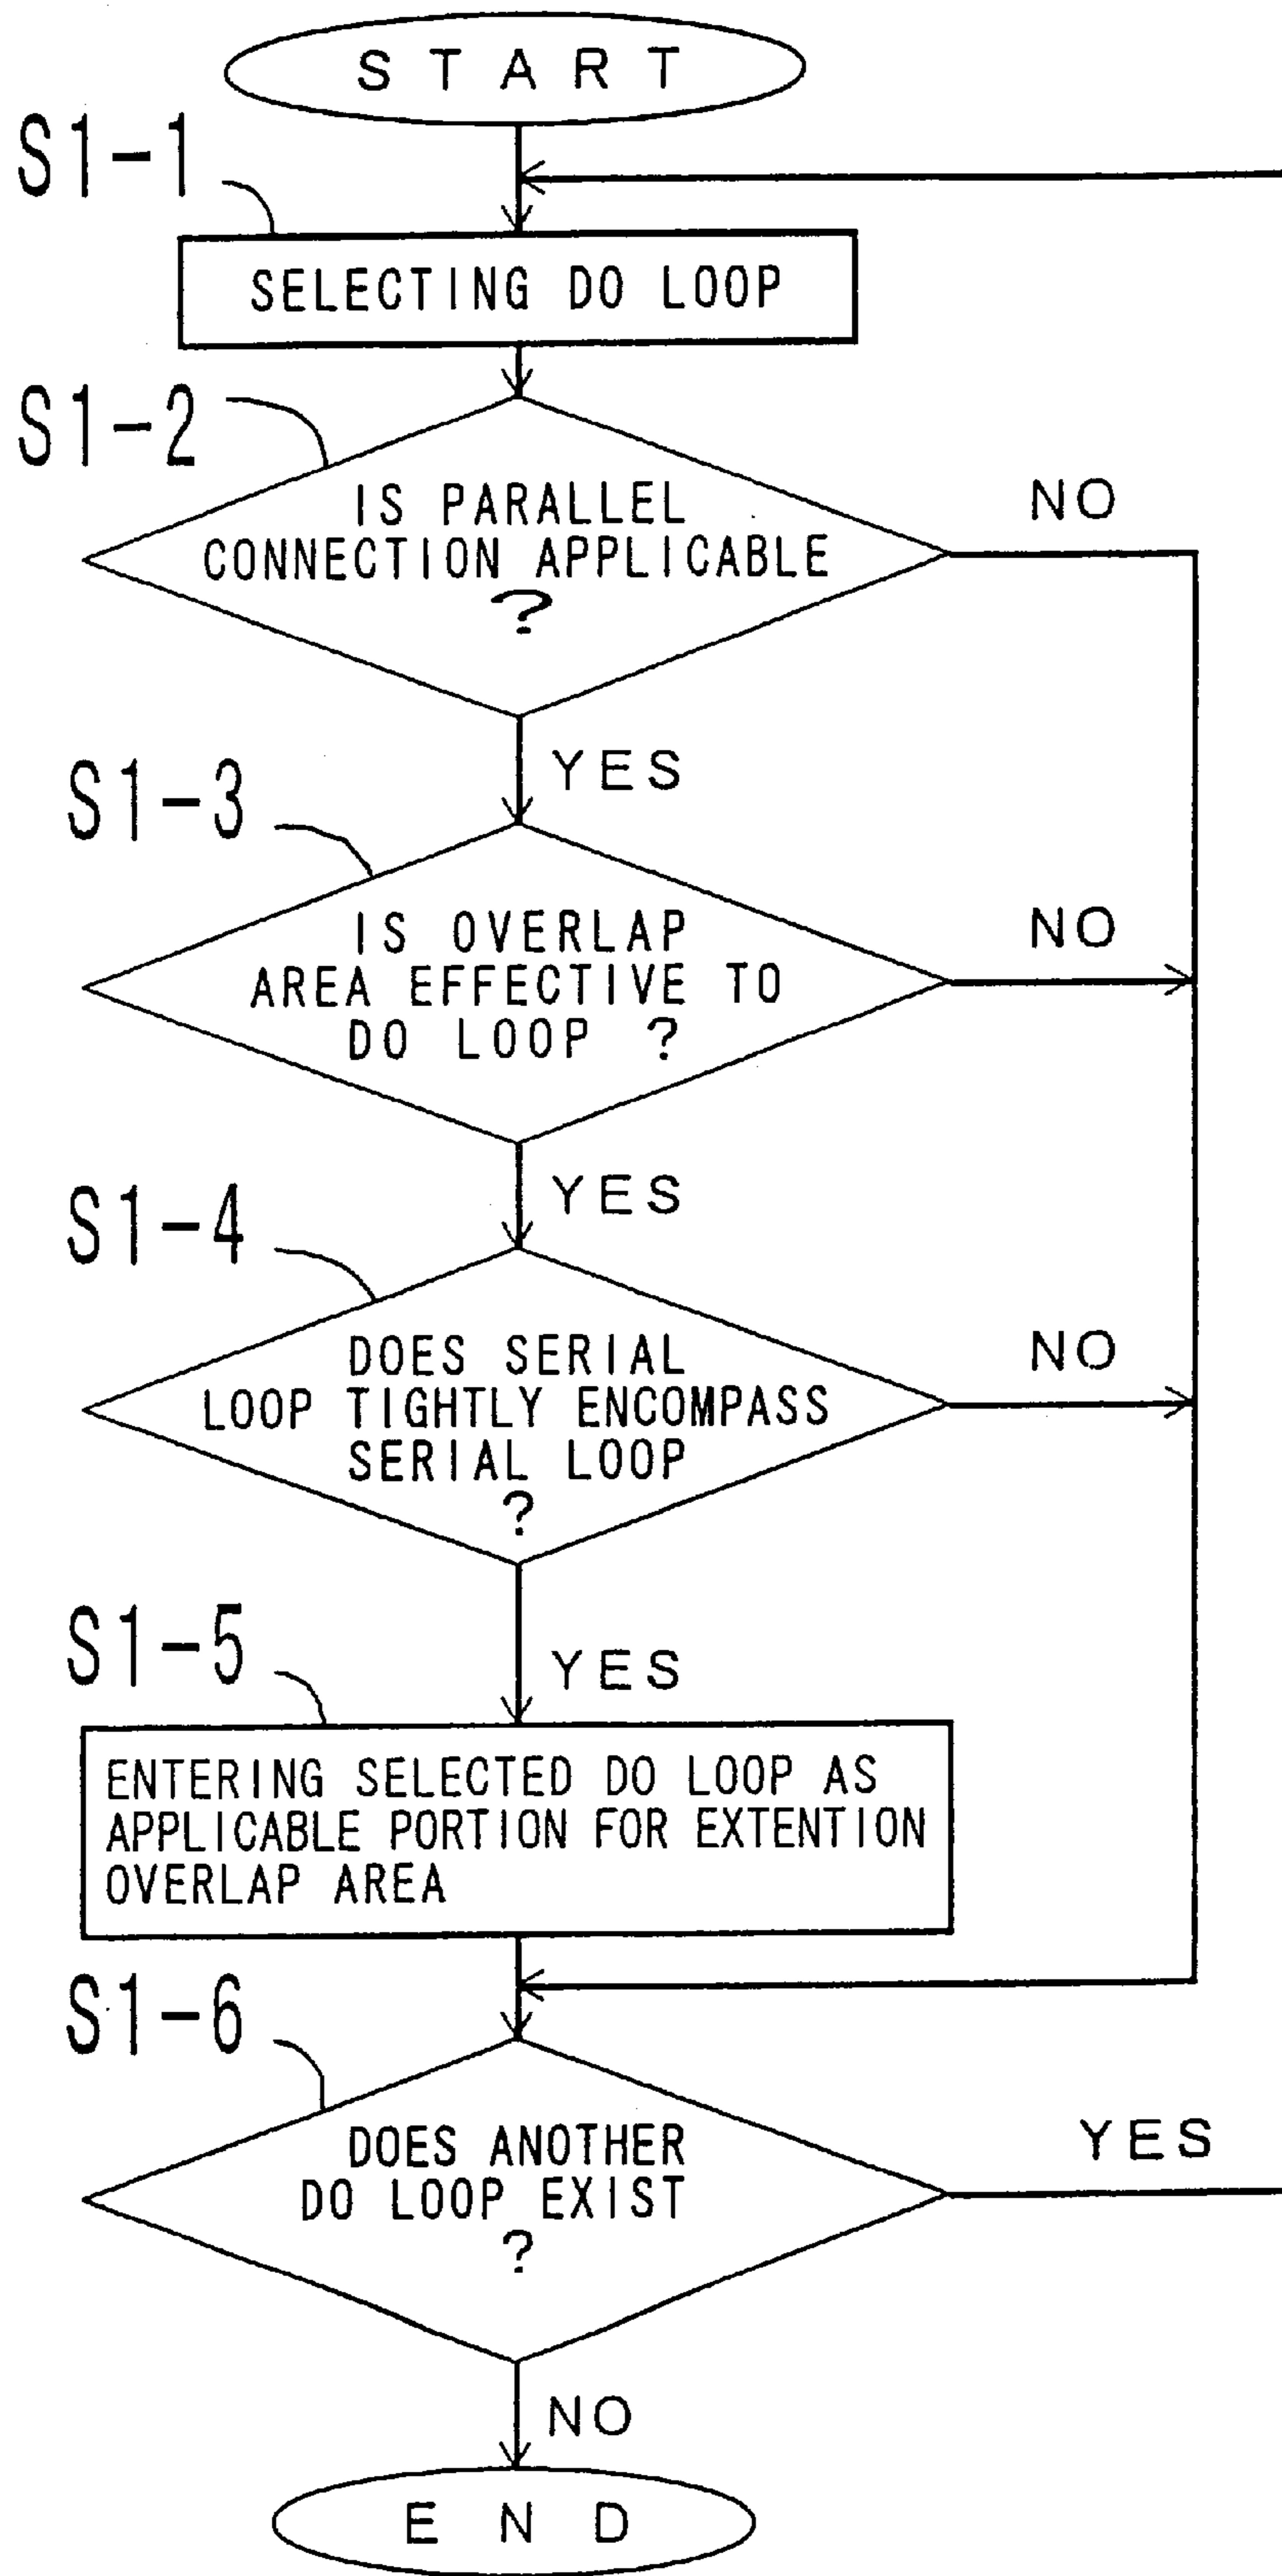 START
S1-1
SELECTING DO LOOP
S1-2
IS PARALLEL
CONNECTION APPLICABLE
?
NO
YES
S1-3
IS OVERLAP
AREA EFFECTIVE TO
DO LOOP ?
NO
YES
S1-4
DOES SERIAL
LOOP TIGHTLY ENCOMPASS
SERIAL LOOP
?
NO
YES
S1-5
ENTERING SELECTED DO LOOP AS
APPLICABLE PORTION FOR EXTENTION
OVERLAP AREA
S1-6
DOES ANOTHER
DO LOOP EXIST
?
YES
NO
END